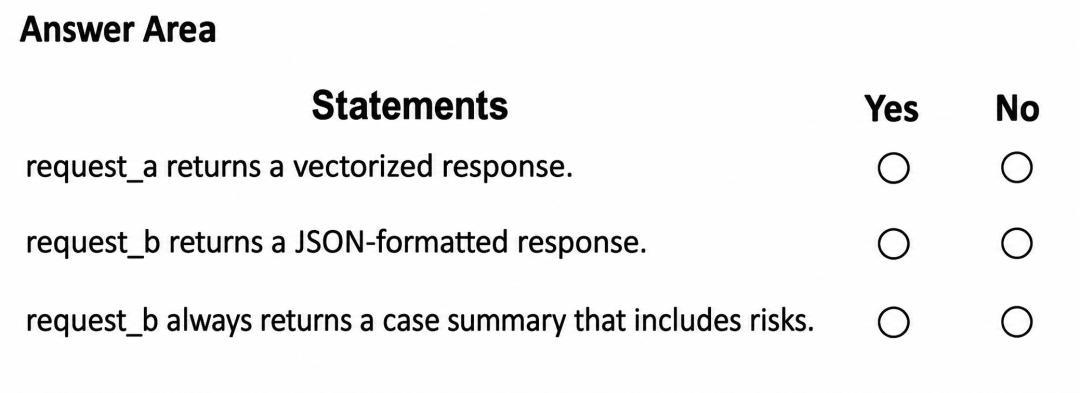 Answer Area
Statements Yes No
request_a returns a vectorized response.
request_b returns a JSON-formatted response.
request_b always returns a case summary that includes risks.